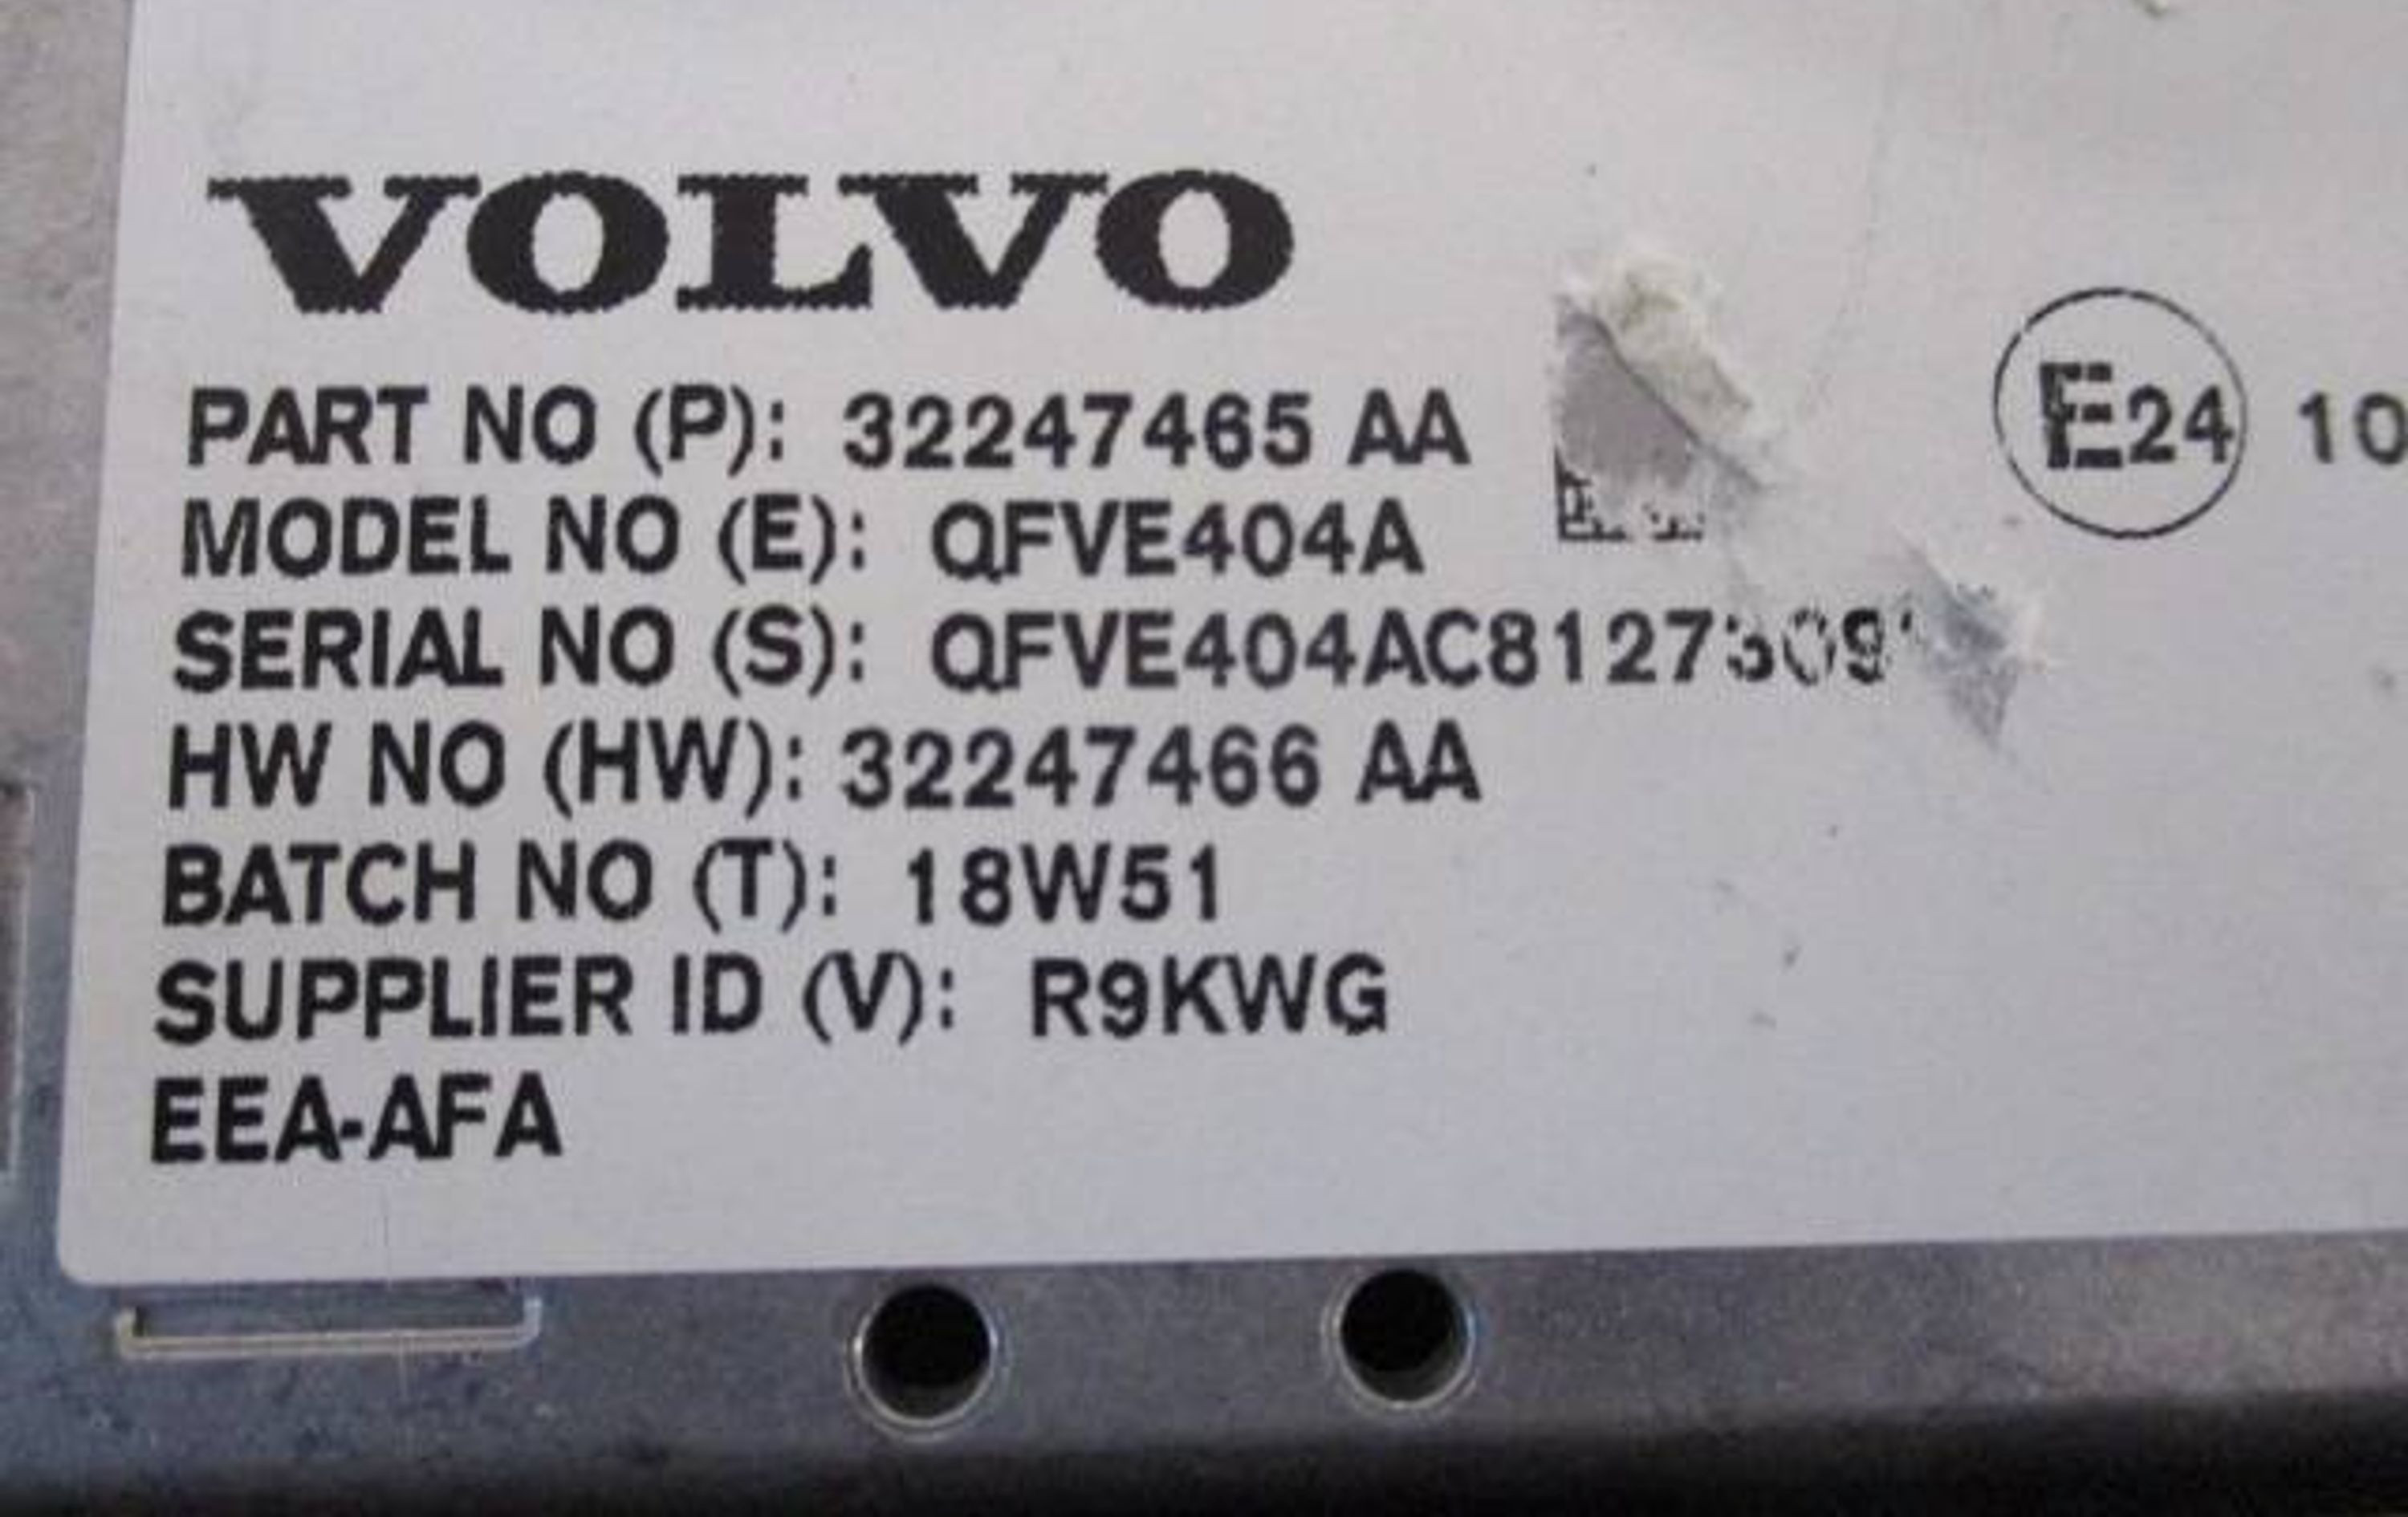 VOLVO
PART NO (P): 32247465 AA
E24 10
MODEL NO (E): QFVE404A
SERIAL NO (S):
HW NO (HW): 32247466 AA
BATCH NO (T): 18W51
SUPPLIER ID (V): R9KWG
EEA-AFA